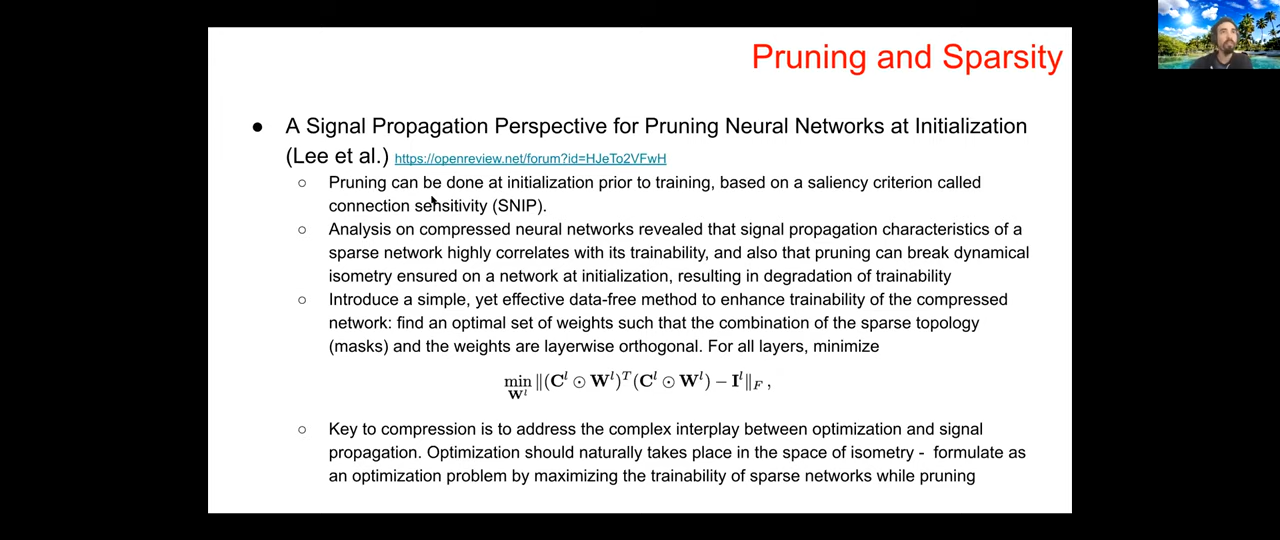 Pruning and Sparsity
● A Signal Propagation Perspective for Pruning Neural Networks at Initialization
(Lee et al.) https://openreview.net/forum?id=HJeTo2VFwH
○ Pruning can be done at initialization prior to training, based on a saliency criterion called
connection sensitivity (SNIP).
○ Analysis on compressed neural networks revealed that signal propagation characteristics of a
sparse network highly correlates with its trainability, and also that pruning can break dynamical
isometry ensured on a network at initialization, resulting in degradation of trainability
○ Introduce a simple, yet effective data-free method to enhance trainability of the compressed
network: find an optimal set of weights such that the combination of the sparse topology
(masks) and the weights are layerwise orthogonal. For all layers, minimize
min_{W^l} ‖(C^l ⊙ W^l)^T (C^l ⊙ W^l) − I^l‖_F ,
○ Key to compression is to address the complex interplay between optimization and signal
propagation. Optimization should naturally takes place in the space of isometry - formulate as
an optimization problem by maximizing the trainability of sparse networks while pruning